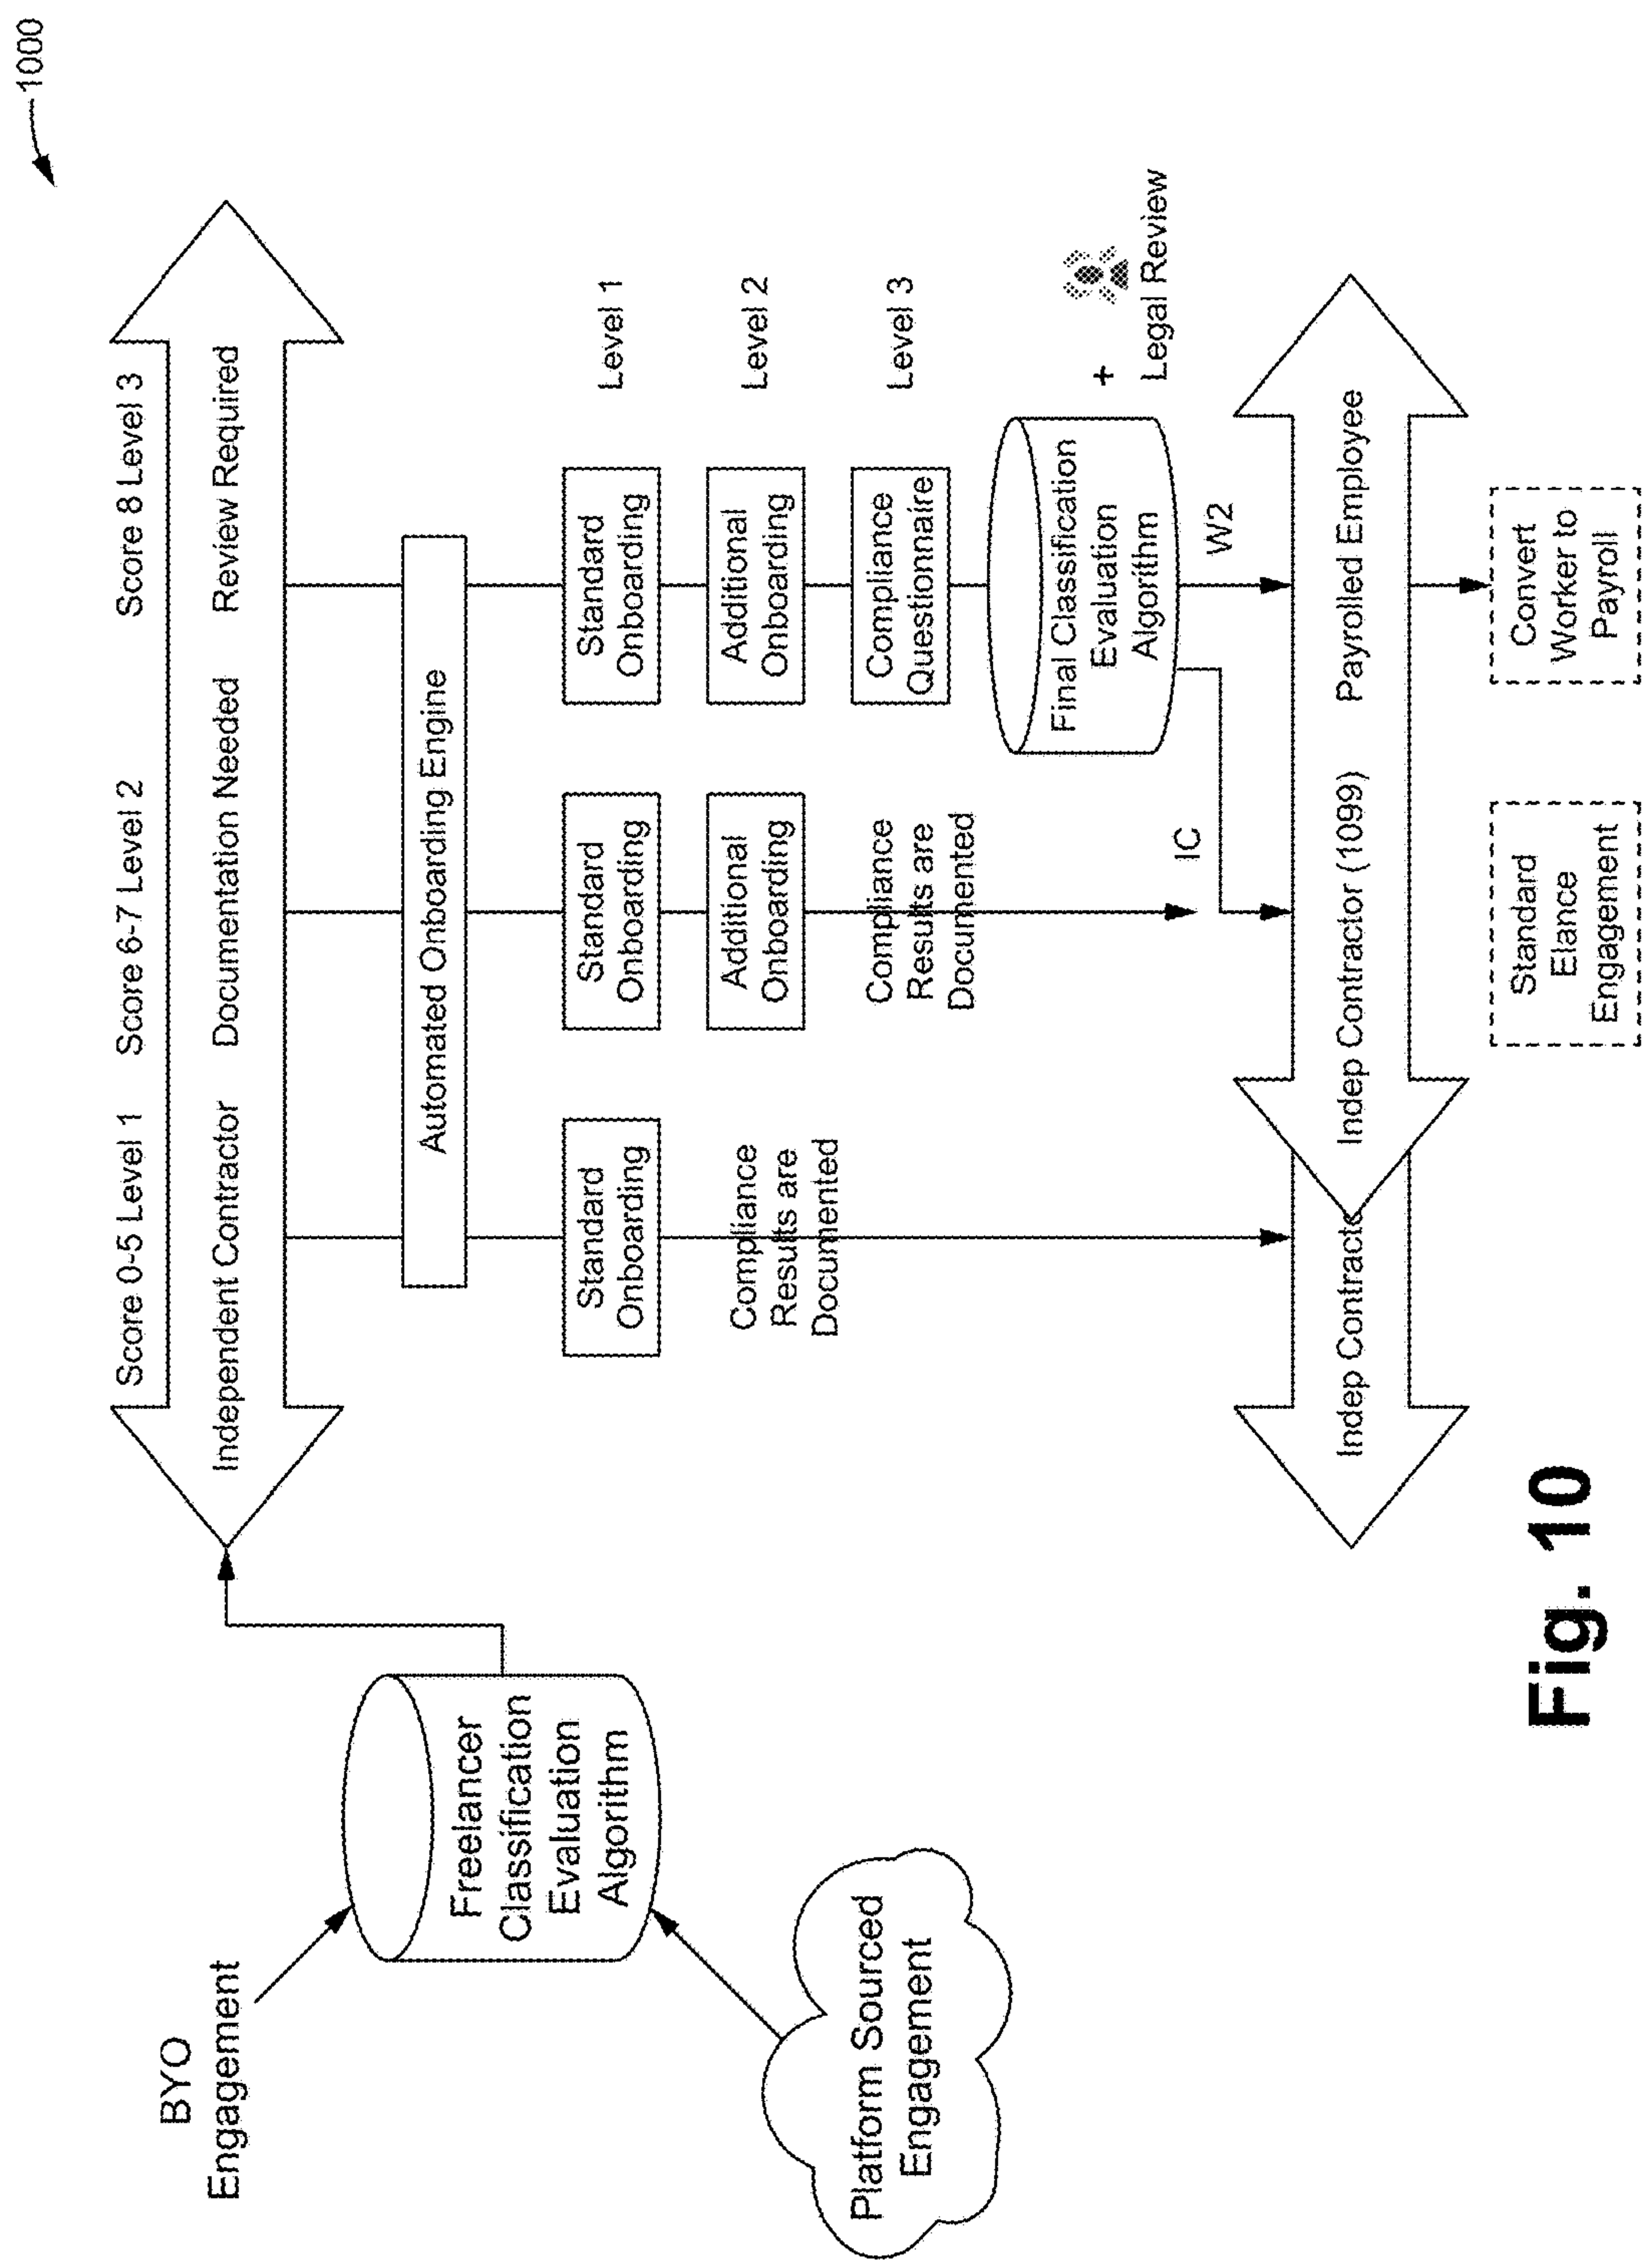 1000
BYO
Engagement
Freelancer
Classification
Evaluation
Algorithm
Platform Sourced
Engagement
Score 0-5 Level 1
Score 6-7 Level 2
Score 8 Level 3
Independent Contractor
Documentation Needed
Review Required
Automated Onboarding Engine
Standard
Onboarding
Standard
Onboarding
Standard
Onboarding
Level 1
Compliance
Results are
Documented
Additional
Onboarding
Additional
Onboarding
Level 2
Compliance
Results are
Documented
Compliance
Questionnaire
Level 3
Final Classification
Evaluation
Algorithm
+
Legal Review
IC
W2
Indep Contracto
Indep Contractor (1099)
Payrolled Employee
Standard
Elance
Engagement
Convert
Worker to
Payroll
Fig. 10